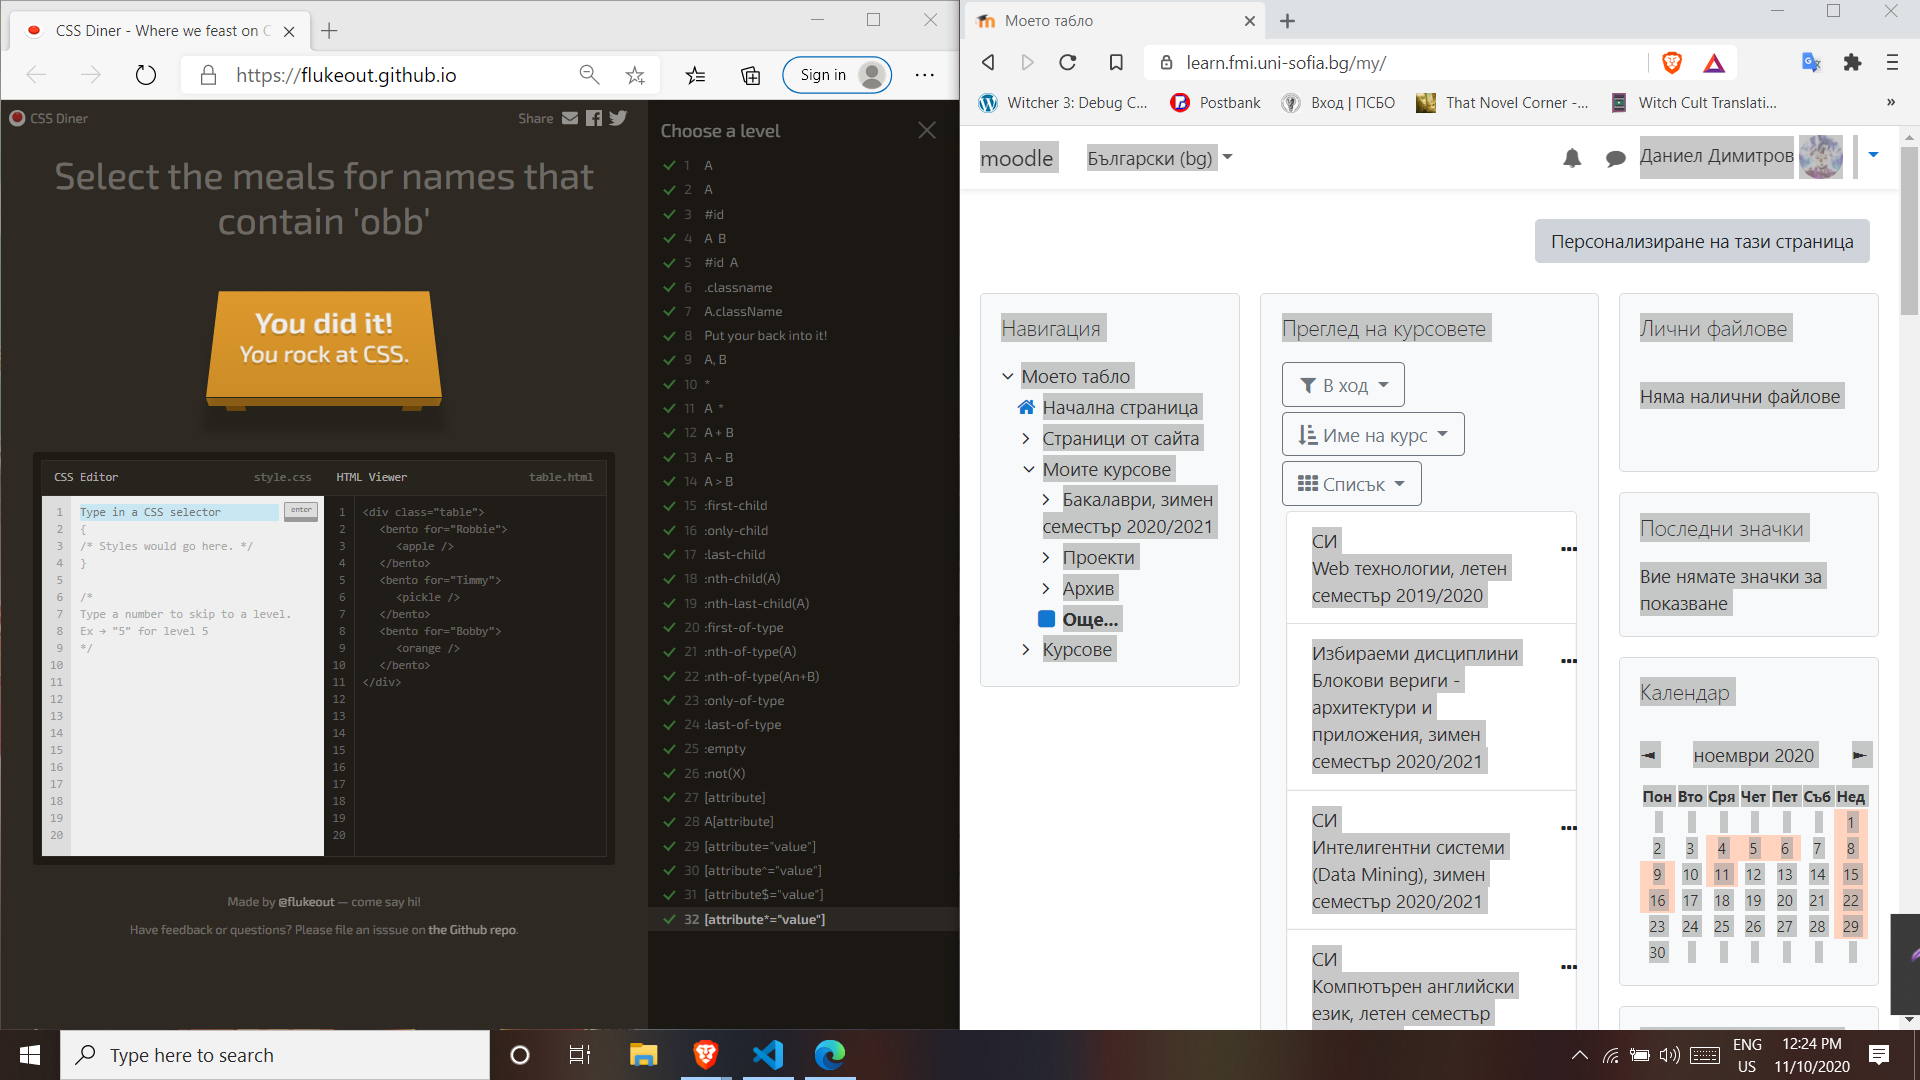 CSS Diner - Where we feast on C
https://flukeout.github.io
Sign in
CSS Diner
Share
Select the meals for names that
contain 'obb'
You did it!
You rock at CSS.
CSS Editor
style.css
HTML Viewer
table.html
1 Type in a CSS selector
enter
2 {
3 /* Styles would go here. */
4 }
5
6 /*
7 Type a number to skip to a level.
8 Ex → "5" for level 5
9 */
10
11
12
13
14
15
16
17
18
19
20
1 <div class="table">
2 <bento for="Robbie">
3 <apple />
4 </bento>
5 <bento for="Timmy">
6 <pickle />
7 </bento>
8 <bento for="Bobby">
9 <orange />
10 </bento>
11 </div>
12
13
14
15
16
17
18
19
20
Made by @flukeout — come say hi!
Have feedback or questions? Please file an isssue on the Github repo.
Choose a level
1 A
2 A
3 #id
4 A B
5 #id A
6 .classname
7 A.className
8 Put your back into it!
9 A, B
10 *
11 A *
12 A + B
13 A ~ B
14 A > B
15 :first-child
16 :only-child
17 :last-child
18 :nth-child(A)
19 :nth-last-child(A)
20 :first-of-type
21 :nth-of-type(A)
22 :nth-of-type(An+B)
23 :only-of-type
24 :last-of-type
25 :empty
26 :not(X)
27 [attribute]
28 A[attribute]
29 [attribute="value"]
30 [attribute^="value"]
31 [attribute$="value"]
32 [attribute*="value"]
Моето табло
learn.fmi.uni-sofia.bg/my/
Witcher 3: Debug C...
Postbank
Вход | ПСБО
That Novel Corner -...
Witch Cult Translati...
»
moodle
Български (bg)
Даниел Димитров
Персонализиране на тази страница
Навигация
Моето табло
Начална страница
Страници от сайта
Моите курсове
Бакалаври, зимен
семестър 2020/2021
Проекти
Архив
Още...
Курсове
Преглед на курсовете
В ход
Име на курс
Списък
СИ
Web технологии, летен
семестър 2019/2020
Избираеми дисциплини
Блокови вериги -
архитектури и
приложения, зимен
семестър 2020/2021
СИ
Интелигентни системи
(Data Mining), зимен
семестър 2020/2021
СИ
Компютърен английски
език, летен семестър
Лични файлове
Няма налични файлове
Последни значки
Вие нямате значки за
показване
Календар
◄ ноември 2020 ►
Пон Вто Сря Чет Пет Съб Нед
1
2 3 4 5 6 7 8
9 10 11 12 13 14 15
16 17 18 19 20 21 22
23 24 25 26 27 28 29
30
Type here to search
ENG
US
12:24 PM
11/10/2020